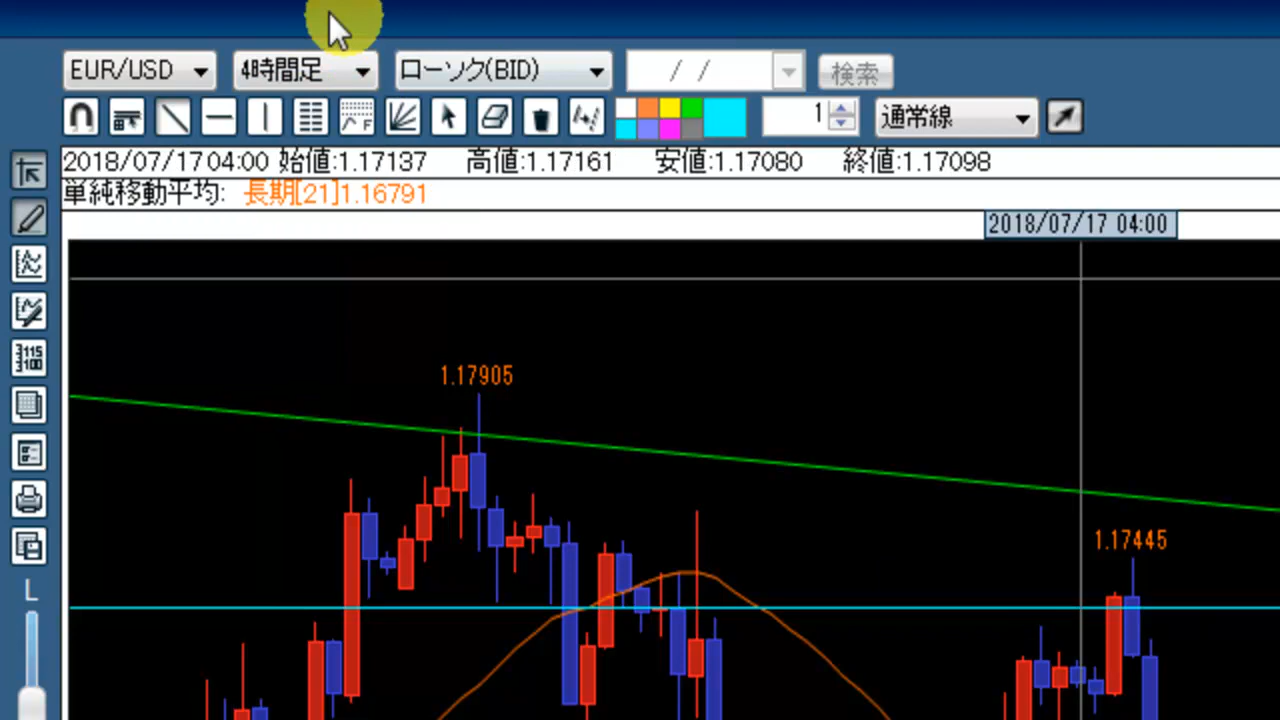 EUR/USD 4時間足 ローソク(BID) / / 検索
1 通常線
2018/07/17 04:00 始値:1.17137 高値:1.17161 安値:1.17080 終値:1.17098
単純移動平均: 長期[21]1.16791
2018/07/17 04:00
115
100
1.17905
1.17445
L